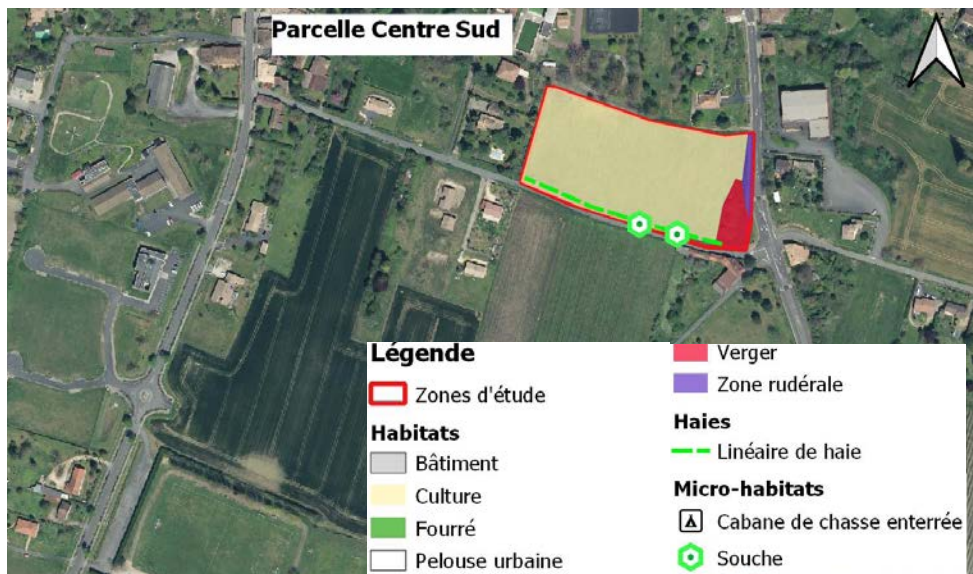 Parcelle Centre Sud
Légende
Zones d'étude
Habitats
Bâtiment
Culture
Fourré
Pelouse urbaine
Verger
Zone rudérale
Haies
Linéaire de haie
Micro-habitats
Cabane de chasse enterrée
Souche